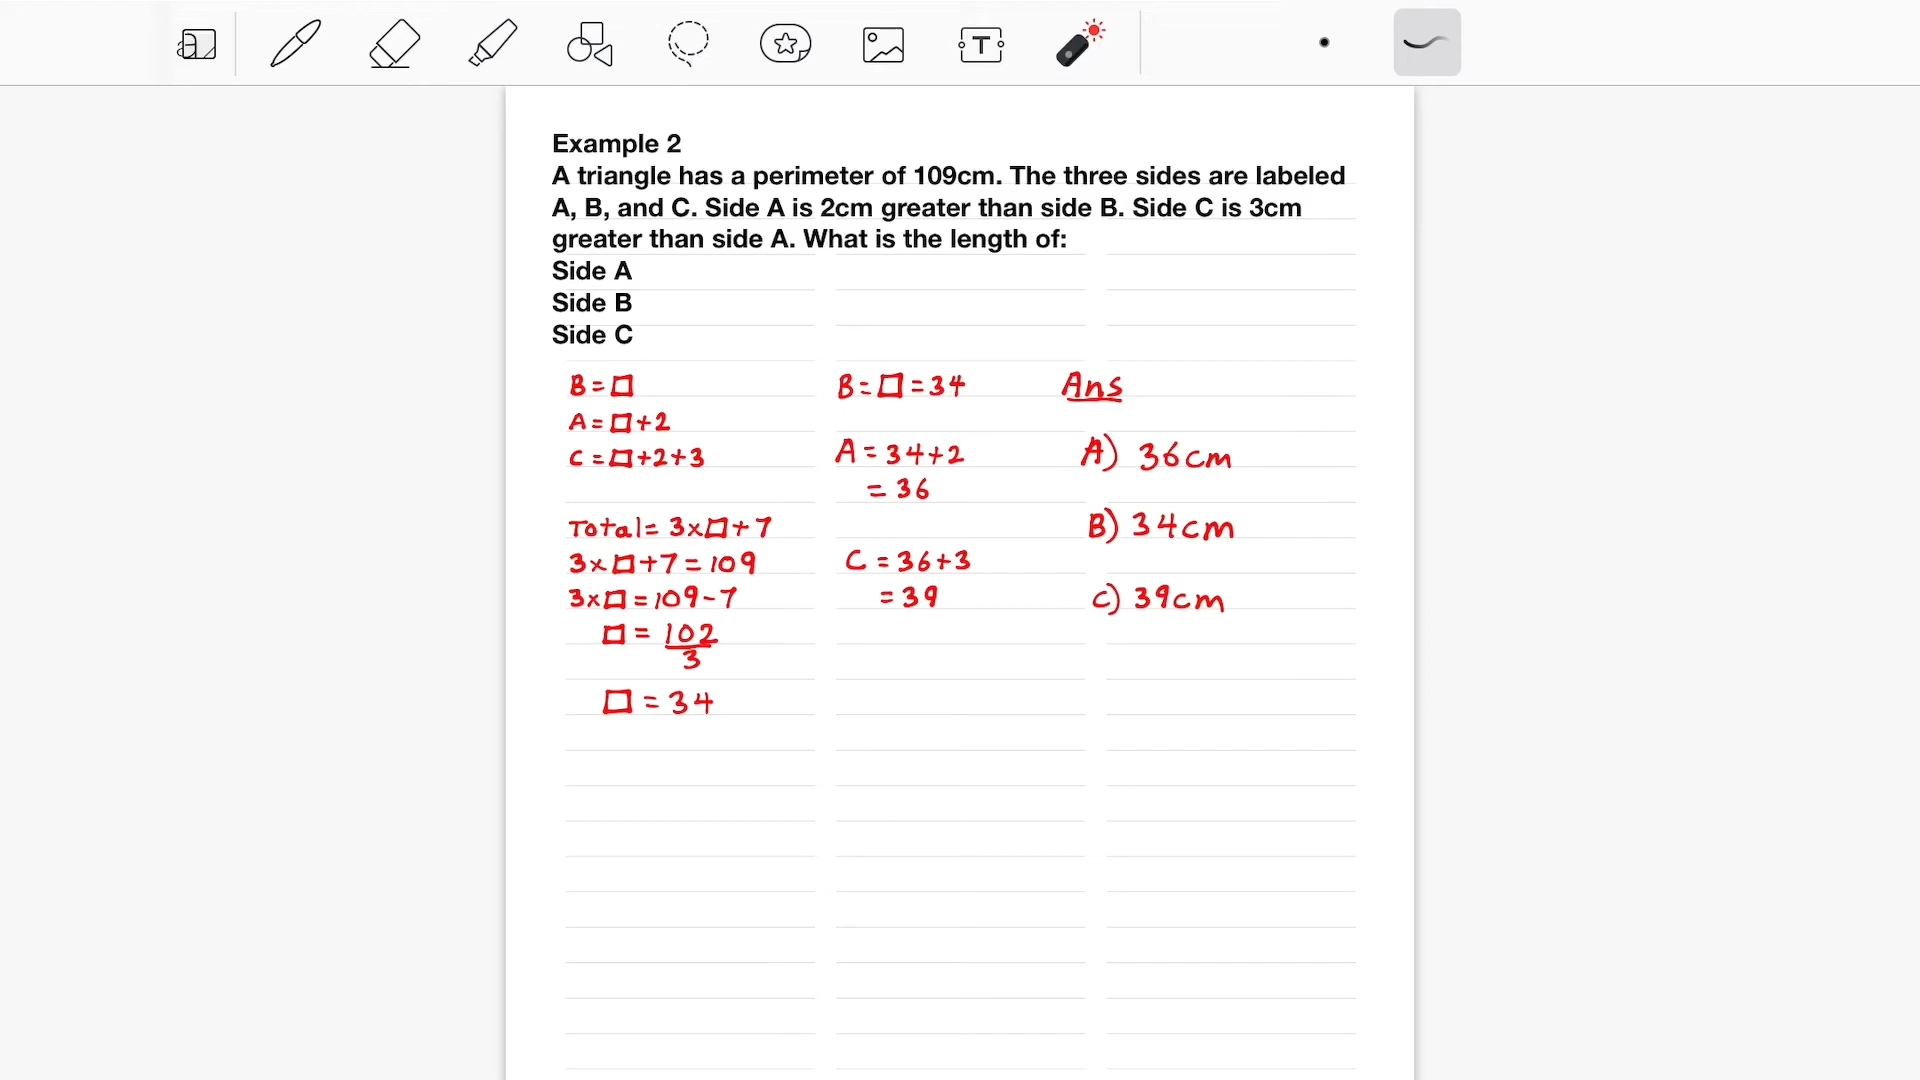 Example 2
A triangle has a perimeter of 109cm. The three sides are labeled
A, B, and C. Side A is 2cm greater than side B. Side C is 3cm
greater than side A. What is the length of:
Side A
Side B
Side C
B = □
A = □ + 2
C = □ + 2 + 3
Total = 3 x □ + 7
3 x □ + 7 = 109
3 x □ = 109 - 7
□ = 102
3
□ = 34
B = □ = 34
A = 34 + 2
= 36
C = 36 + 3
= 39
Ans
A) 36cm
B) 34cm
C) 39cm